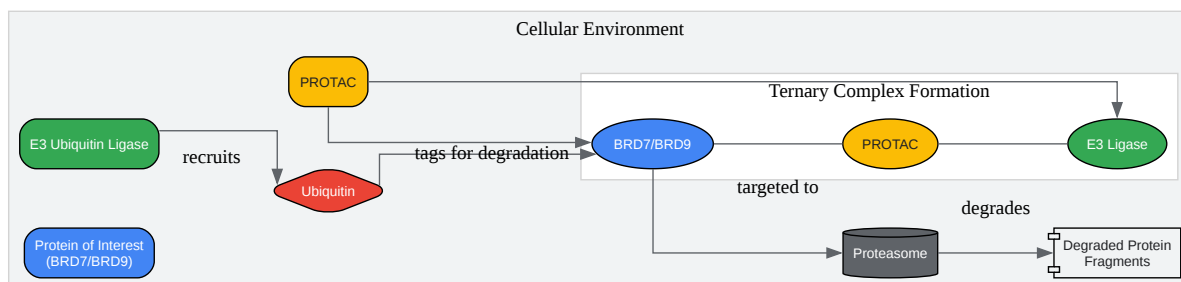 Cellular Environment
PROTAC
Ternary Complex Formation
E3 Ubiquitin Ligase
recruits
tags for degradation
BRD7/BRD9
PROTAC
E3 Ligase
Ubiquitin
targeted to
degrades
Protein of Interest
(BRD7/BRD9)
Proteasome
Degraded Protein
Fragments